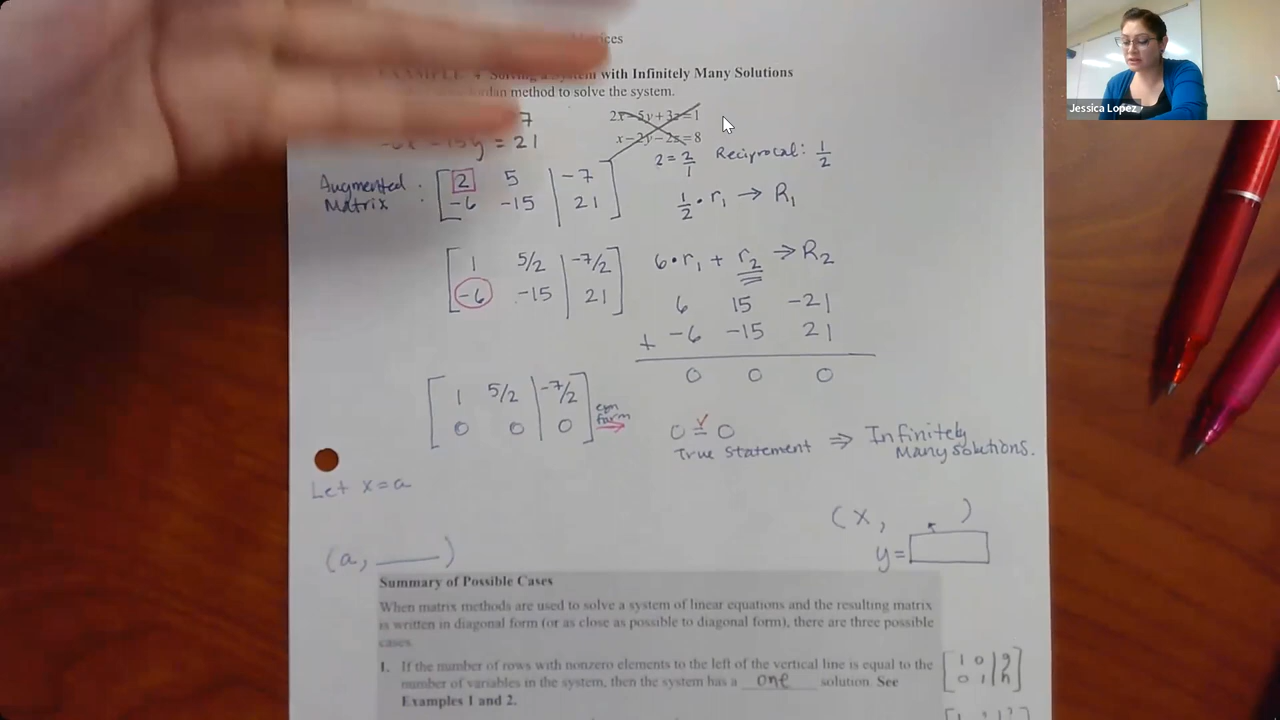 Matrices
EXAMPLE 4 Solving a System with Infinitely Many Solutions
method to solve the system.
7
2x−5y+3z=1
−15y = 21
x−2y−2z=8
2 = 2/1 Reciprocal: 1/2
Augmented Matrix :
[ 2 5 | −7 ]
[ −6 −15 | 21 ]
1/2 • r₁ → R₁
[ 1 5/2 | −7/2 ]
[ −6 −15 | 21 ]
6•r₁ + r₂ → R₂
6 15 −21
+ −6 −15 21
0 0 0
[ 1 5/2 | −7/2 ]
[ 0 0 | 0 ]
0 = 0
True Statement ⇒ Infinitely Many Solutions.
Let x=a
(x, )
y=
(a, ___)
Summary of Possible Cases
When matrix methods are used to solve a system of linear equations and the resulting matrix
is written in diagonal form (or as close as possible to diagonal form), there are three possible
cases.
1. If the number of rows with nonzero elements to the left of the vertical line is equal to the
number of variables in the system, then the system has a one solution. See
Examples 1 and 2.
Jessica Lopez